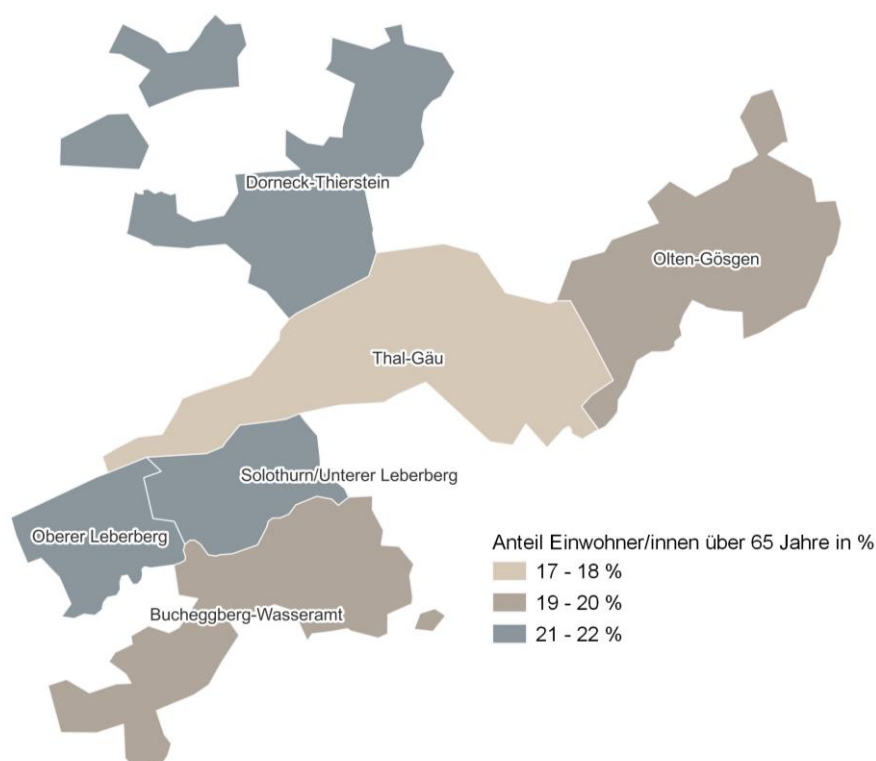 Dorneck-Thierstein
Olten-Gösgen
Thal-Gäu
Solothurn/Unterer Leberberg
Oberer Leberberg
Bucheggberg-Wasseramt
Anteil Einwohner/innen über 65 Jahre in %
17 - 18 %
19 - 20 %
21 - 22 %